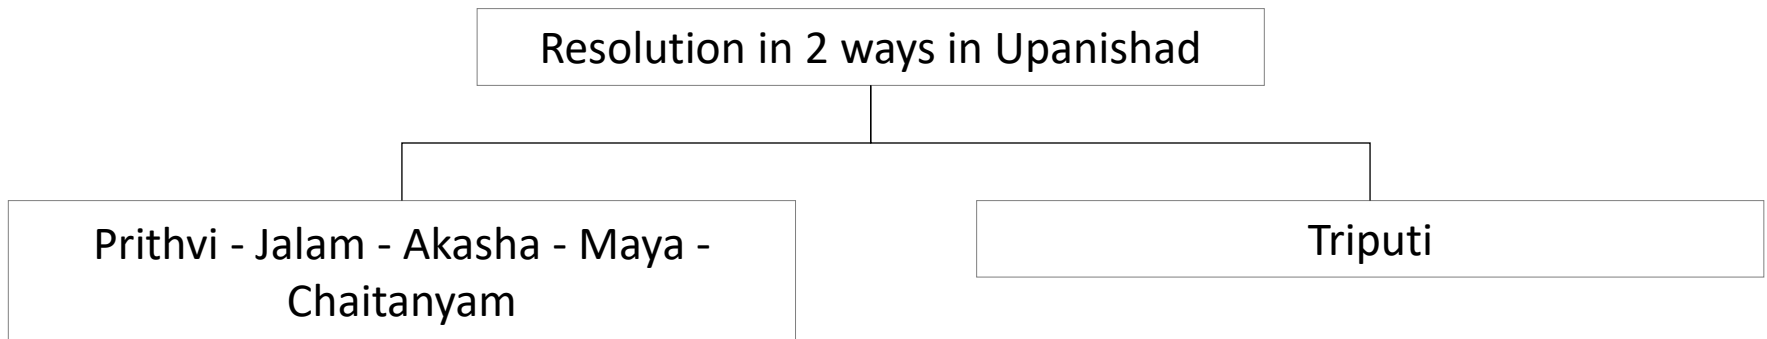 Resolution in 2 ways in Upanishad
Prithvi - Jalam - Akasha - Maya -
Chaitanyam
Triputi